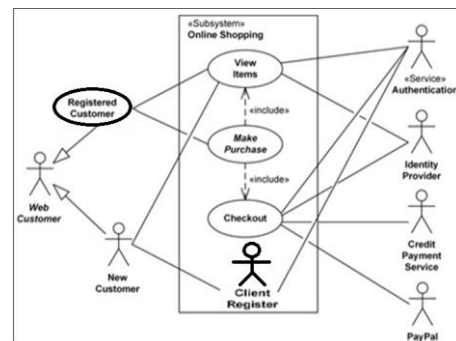 «Subsystem»
Online Shopping
View
Items
«Service»
Authentication
Registered
Customer
«include»
Make
Purchase
Identity
Provider
Web
Customer
«include»
Checkout
Credit
Payment
Service
New
Customer
Client
Register
PayPal